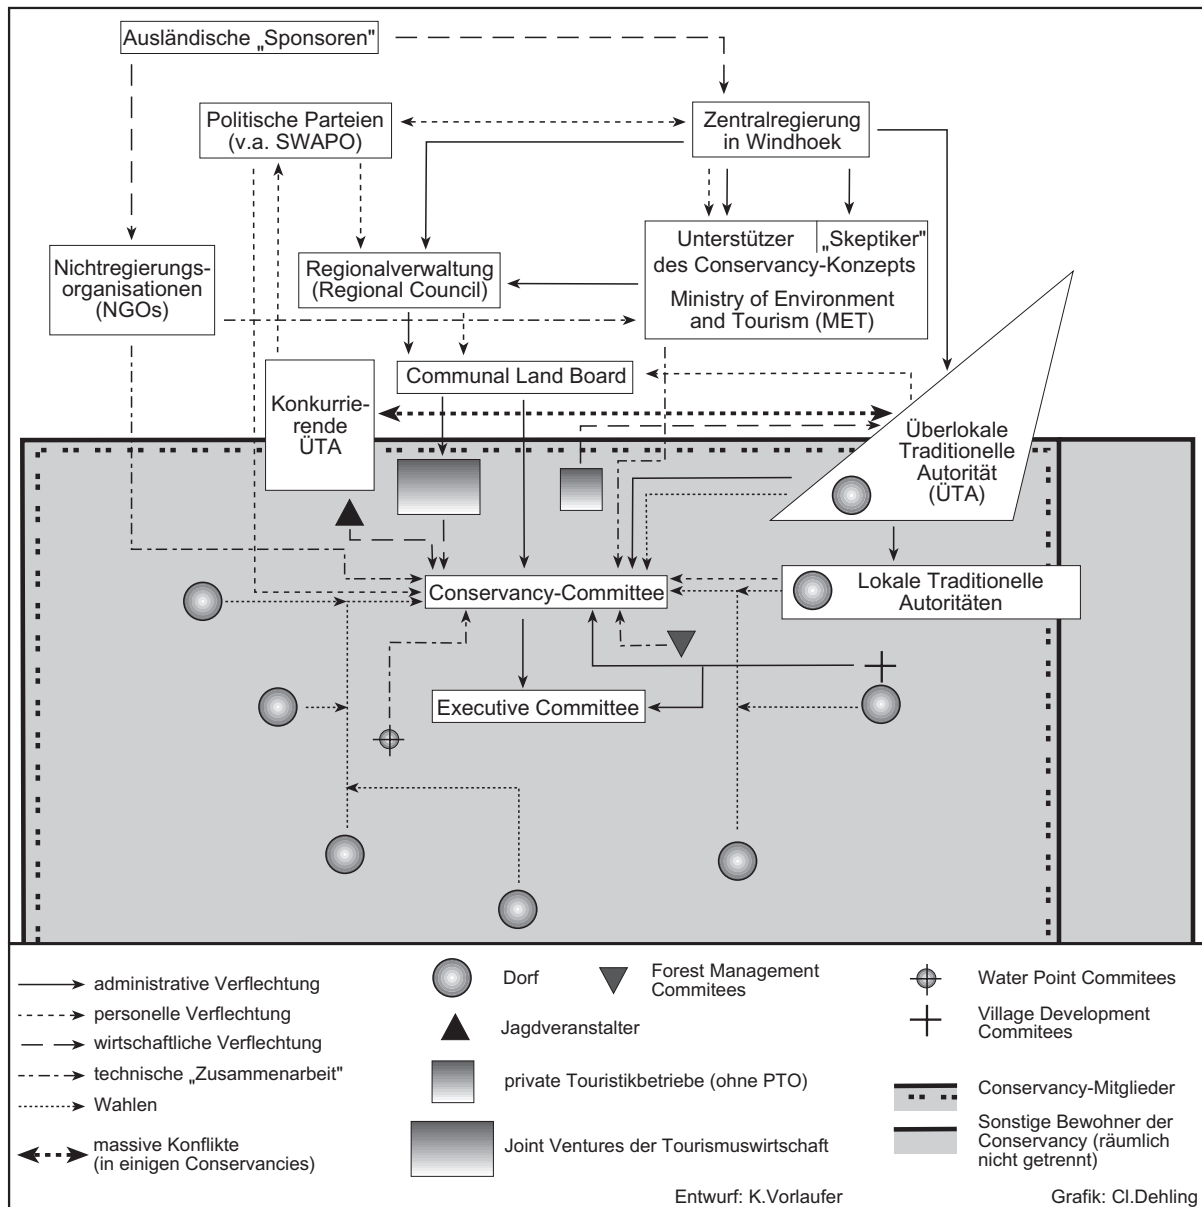 Ausländische „Sponsoren"
Politische Parteien
(v.a. SWAPO)
Zentralregierung
in Windhoek
Nichtregierungs-
organisationen
(NGOs)
Regionalverwaltung
(Regional Council)
Unterstützer
„Skeptiker"
des Conservancy-Konzepts
Ministry of Environment
and Tourism (MET)
Communal Land Board
Konkurrie-
rende
ÜTA
Überlokale
Traditionelle
Autorität
(ÜTA)
Conservancy-Committee
Lokale Traditionelle
Autoritäten
Executive Committee
administrative Verflechtung
personelle Verflechtung
wirtschaftliche Verflechtung
technische „Zusammenarbeit"
Wahlen
massive Konflikte
(in einigen Conservancies)
Dorf
Forest Management
Commitees
Jagdveranstalter
private Touristikbetriebe (ohne PTO)
Joint Ventures der Tourismuswirtschaft
Water Point Commitees
Village Development
Commitees
Conservancy-Mitglieder
Sonstige Bewohner der
Conservancy (räumlich
nicht getrennt)
Entwurf: K.Vorlaufer
Grafik: Cl.Dehling